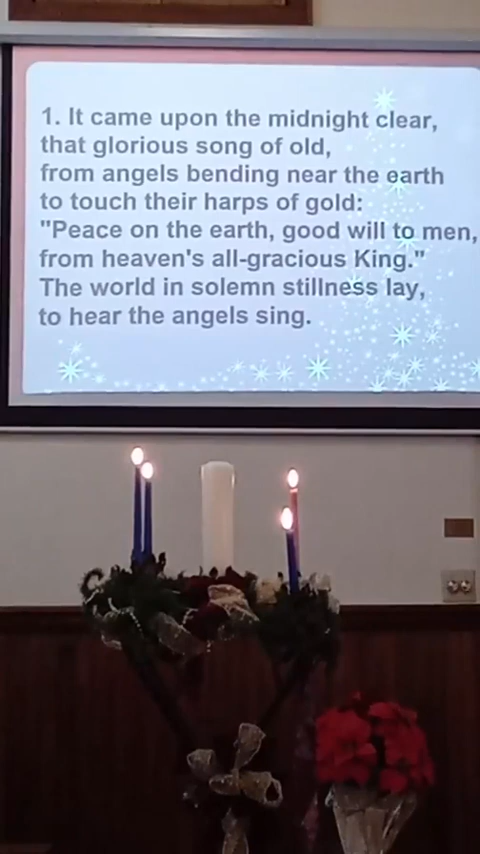 1. It came upon the midnight clear,
that glorious song of old,
from angels bending near the earth
to touch their harps of gold:
"Peace on the earth, good will to men,
from heaven's all-gracious King."
The world in solemn stillness lay,
to hear the angels sing.